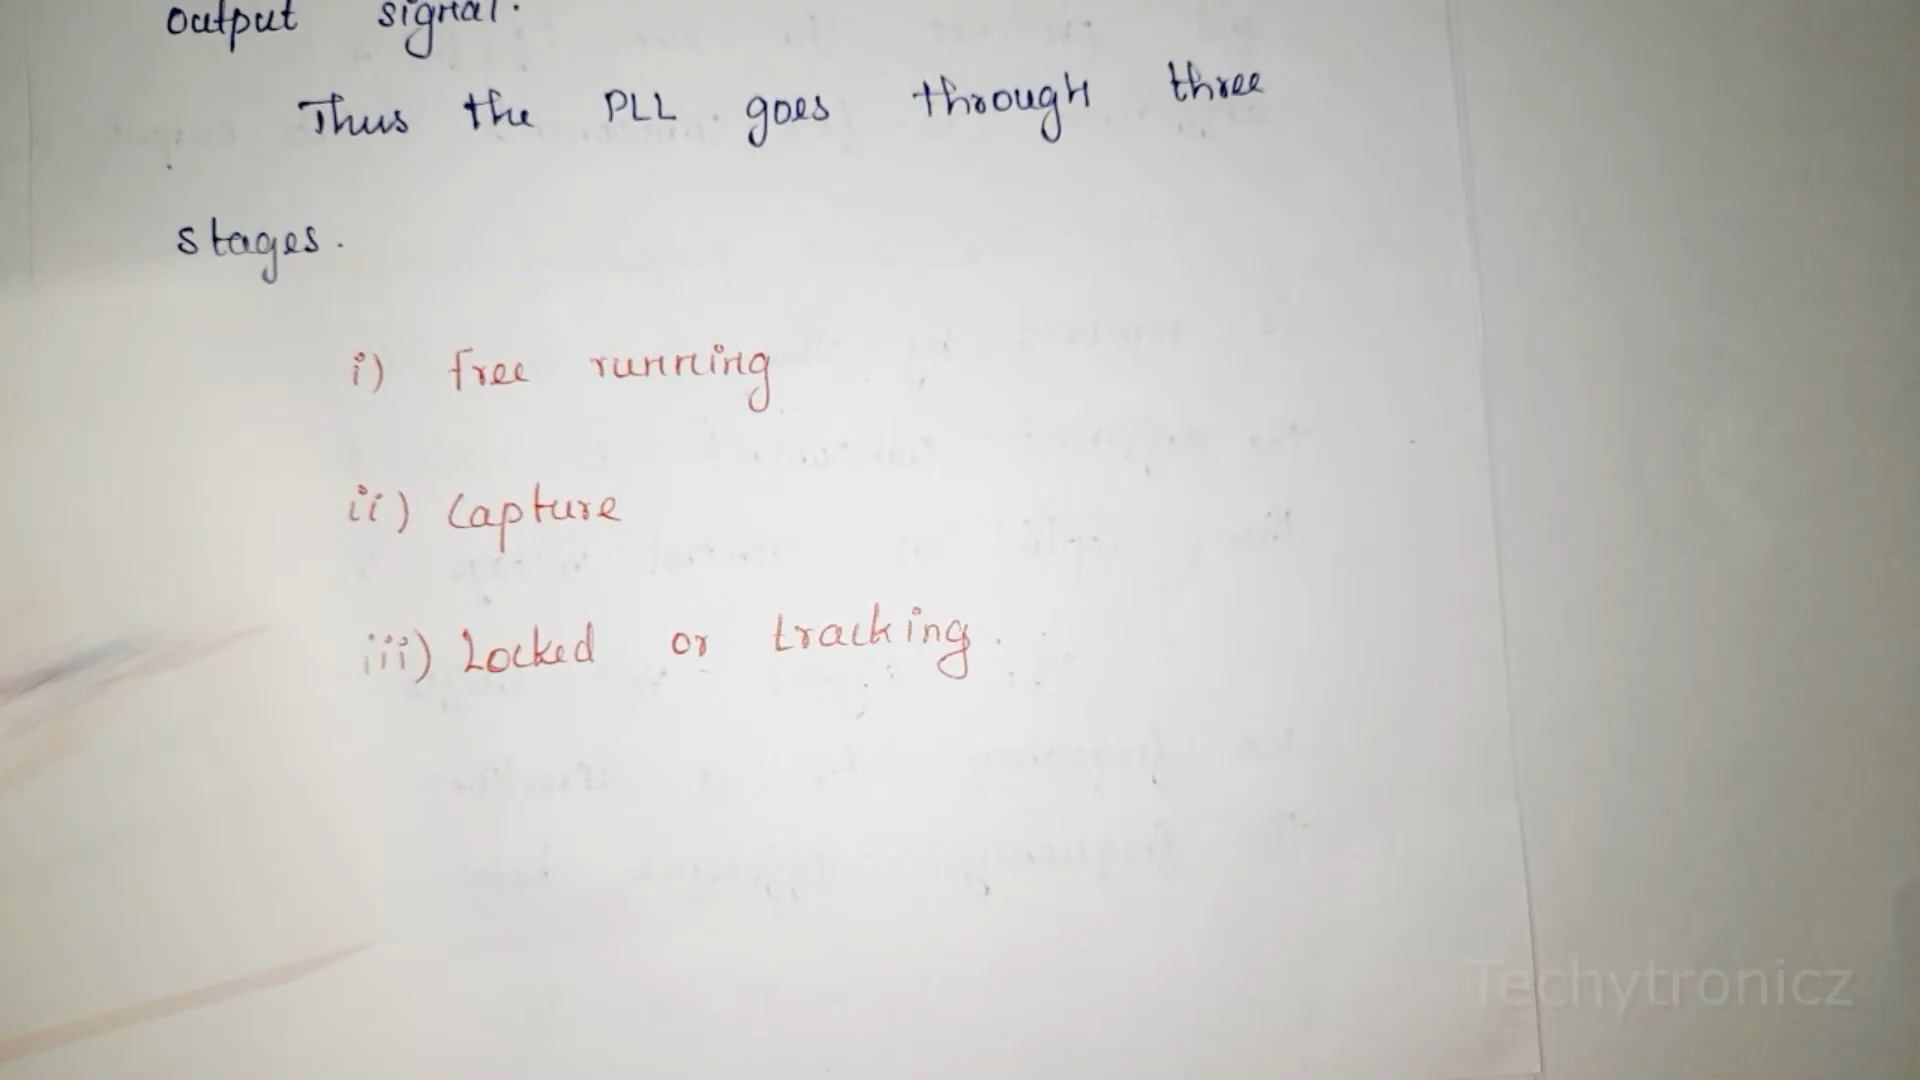 output signal.
Thus the PLL goes through three
stages.
i) free running
ii) Capture
iii) Locked or tracking.
Techytronicz